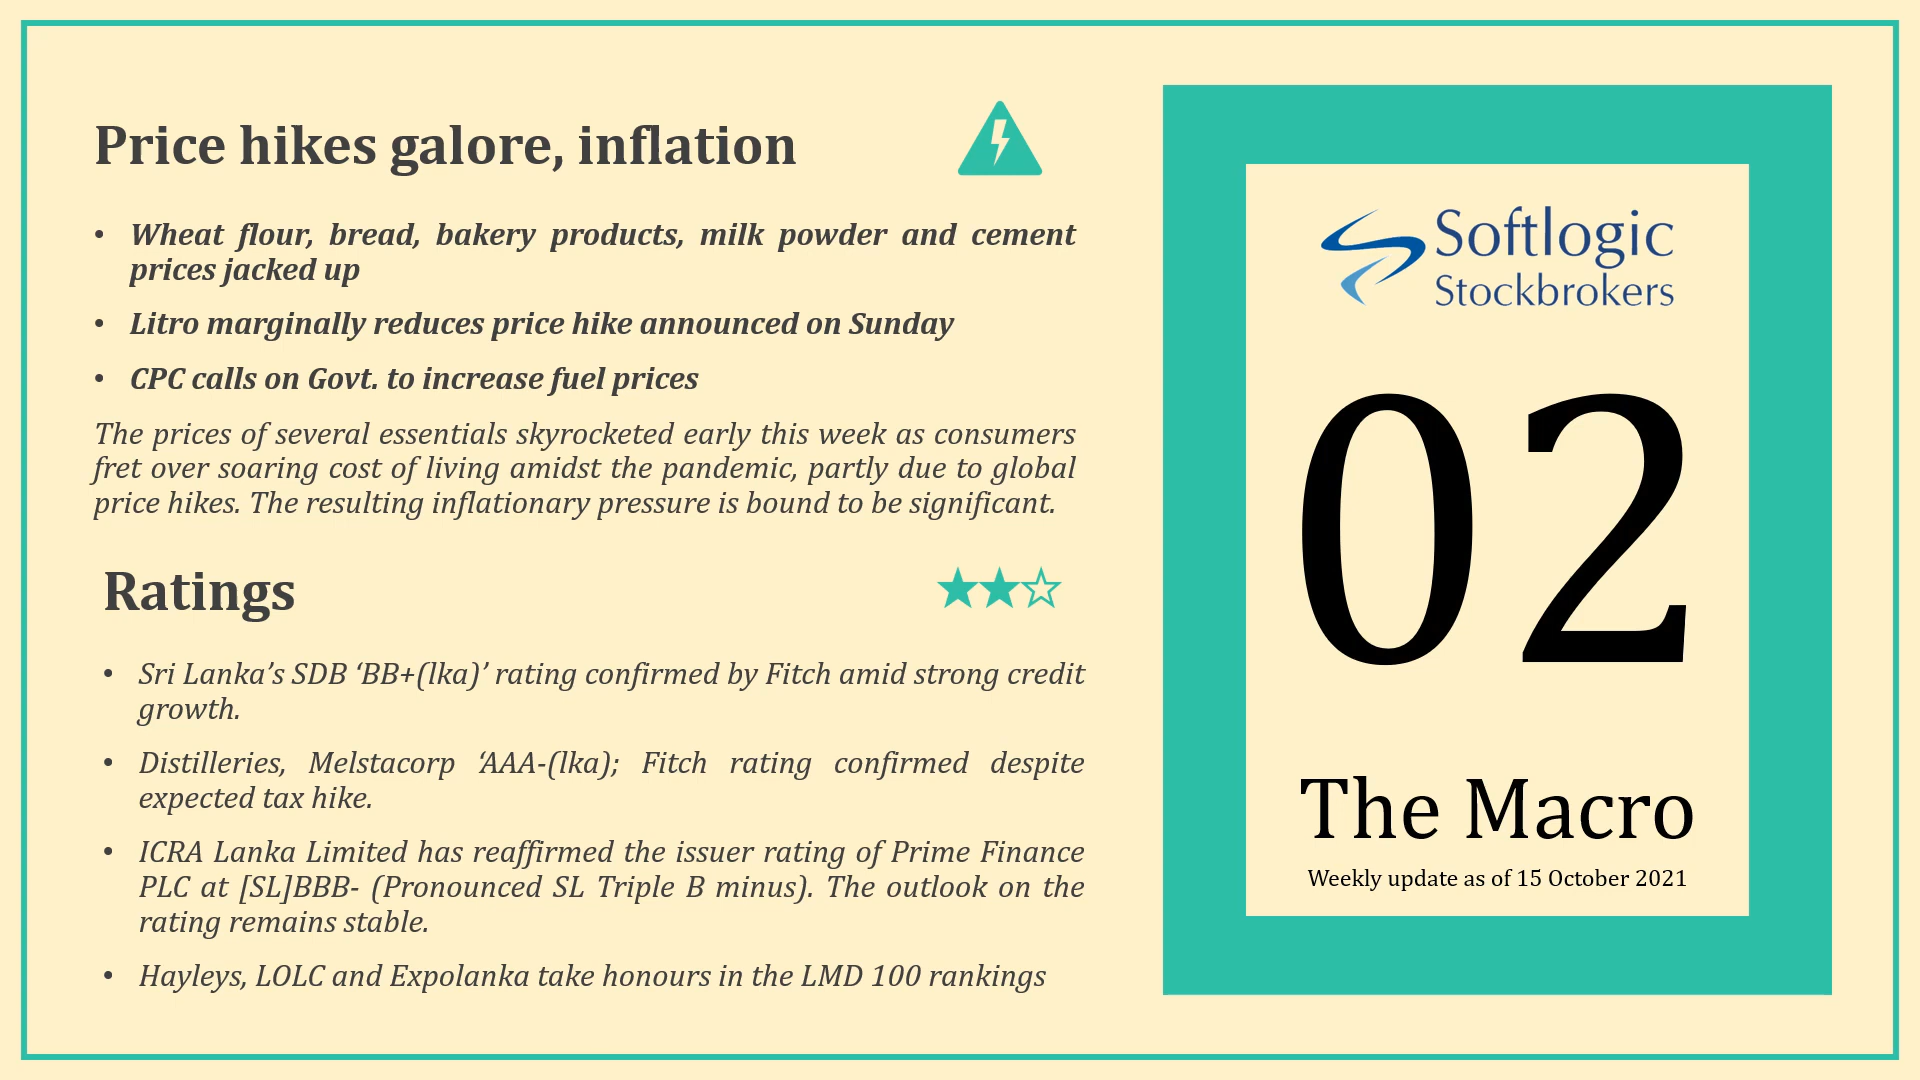 Price hikes galore, inflation
• Wheat flour, bread, bakery products, milk powder and cement
prices jacked up
• Litro marginally reduces price hike announced on Sunday
• CPC calls on Govt. to increase fuel prices
The prices of several essentials skyrocketed early this week as consumers
fret over soaring cost of living amidst the pandemic, partly due to global
price hikes. The resulting inflationary pressure is bound to be significant.
Ratings
• Sri Lanka’s SDB ‘BB+(lka)’ rating confirmed by Fitch amid strong credit
growth.
• Distilleries, Melstacorp ‘AAA-(lka); Fitch rating confirmed despite
expected tax hike.
• ICRA Lanka Limited has reaffirmed the issuer rating of Prime Finance
PLC at [SL]BBB- (Pronounced SL Triple B minus). The outlook on the
rating remains stable.
• Hayleys, LOLC and Expolanka take honours in the LMD 100 rankings
Softlogic
Stockbrokers
02
The Macro
Weekly update as of 15 October 2021